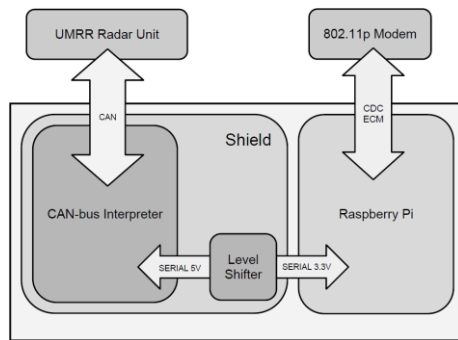 UMRR Radar Unit
802.11p Modem
CAN
CDC
ECM
Shield
CAN-bus Interpreter
Raspberry Pi
SERIAL 5V
Level
Shifter
SERIAL 3.3V